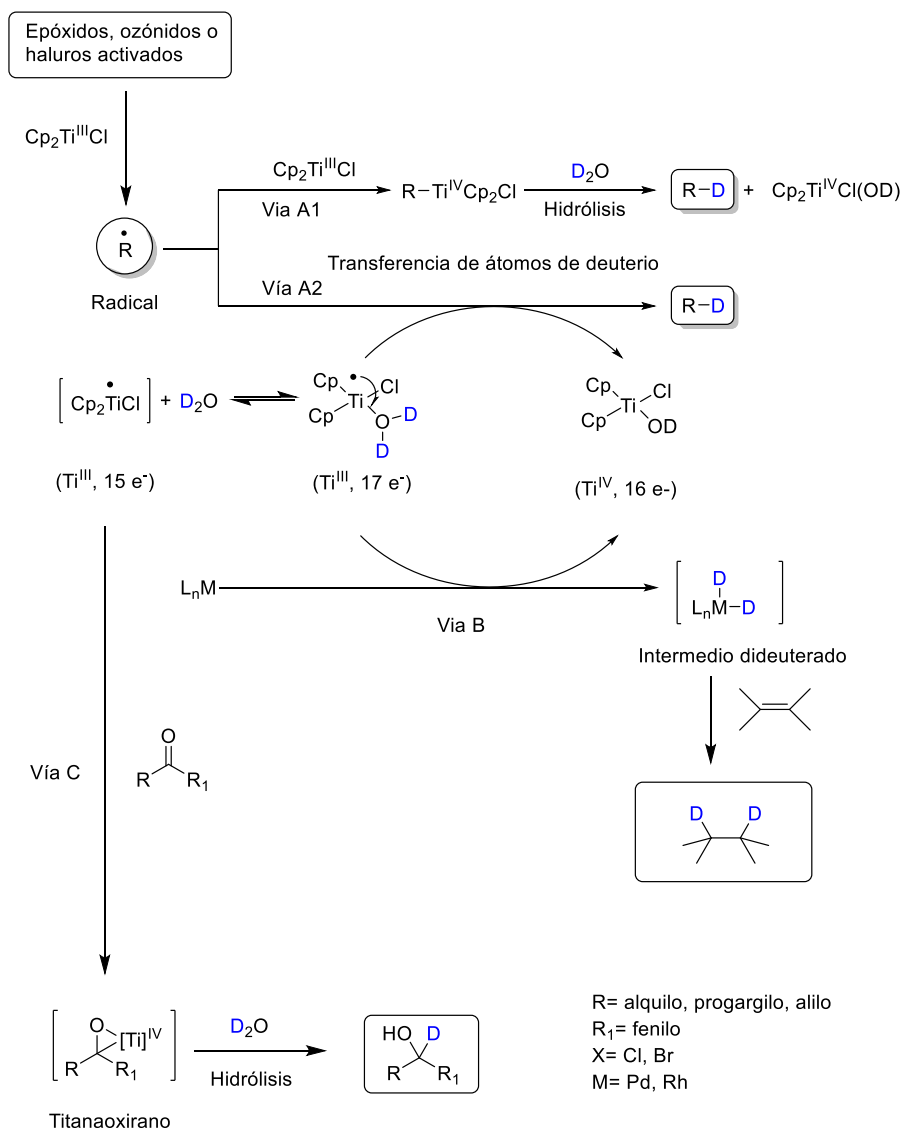 Epóxidos, ozónidos o
haluros activados
Cp2TiIIICl
Cp2TiIIICl
Via A1
R–TiIVCp2Cl
D2O
Hidrólisis
R–D + Cp2TiIVCl(OD)
•
R
Radical
Transferencia de átomos de deuterio
Vía A2
R–D
[Cp2TiCl] + D2O
•
Cp
Cp
Ti
Cl
O
D
D
Cp
Cp
Ti
Cl
OD
(TiIII, 15 e-)
(TiIII, 17 e-)
(TiIV, 16 e-)
LnM
Via B
D
LnM–D
Intermedio dideuterado
Vía C
O
R
R1
D
D
O
[Ti]IV
R
R1
Titanaoxirano
D2O
Hidrólisis
HO
D
R
R1
R= alquilo, progargilo, alilo
R1= fenilo
X= Cl, Br
M= Pd, Rh